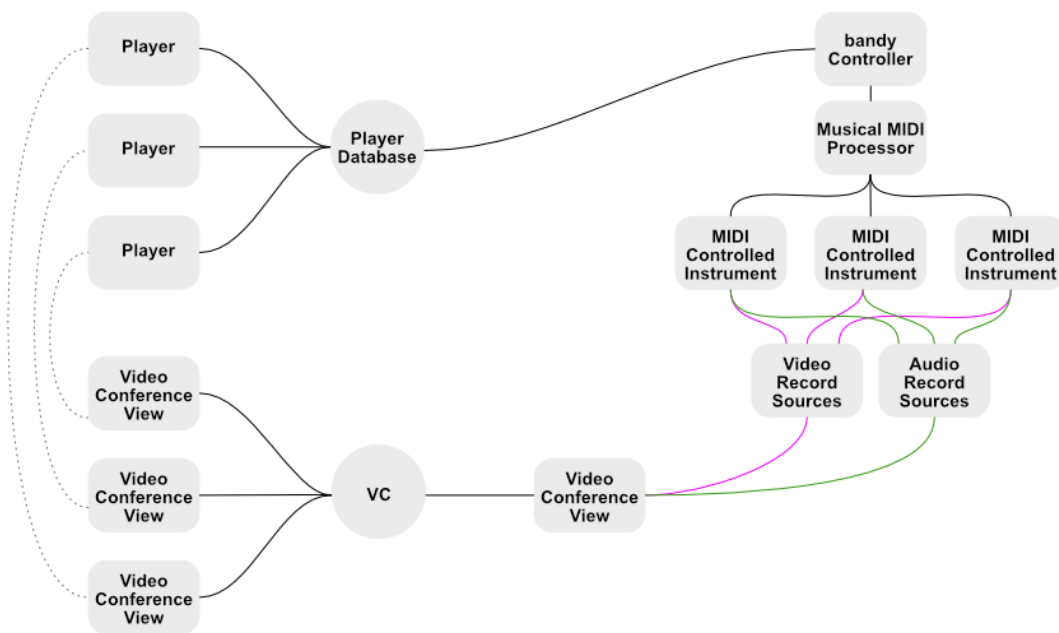 Player
Player
Player
Player
Database
bandy
Controller
Musical MIDI
Processor
MIDI
Controlled
Instrument
MIDI
Controlled
Instrument
MIDI
Controlled
Instrument
Video
Record
Sources
Audio
Record
Sources
Video
Conference
View
Video
Conference
View
Video
Conference
View
VC
Video
Conference
View